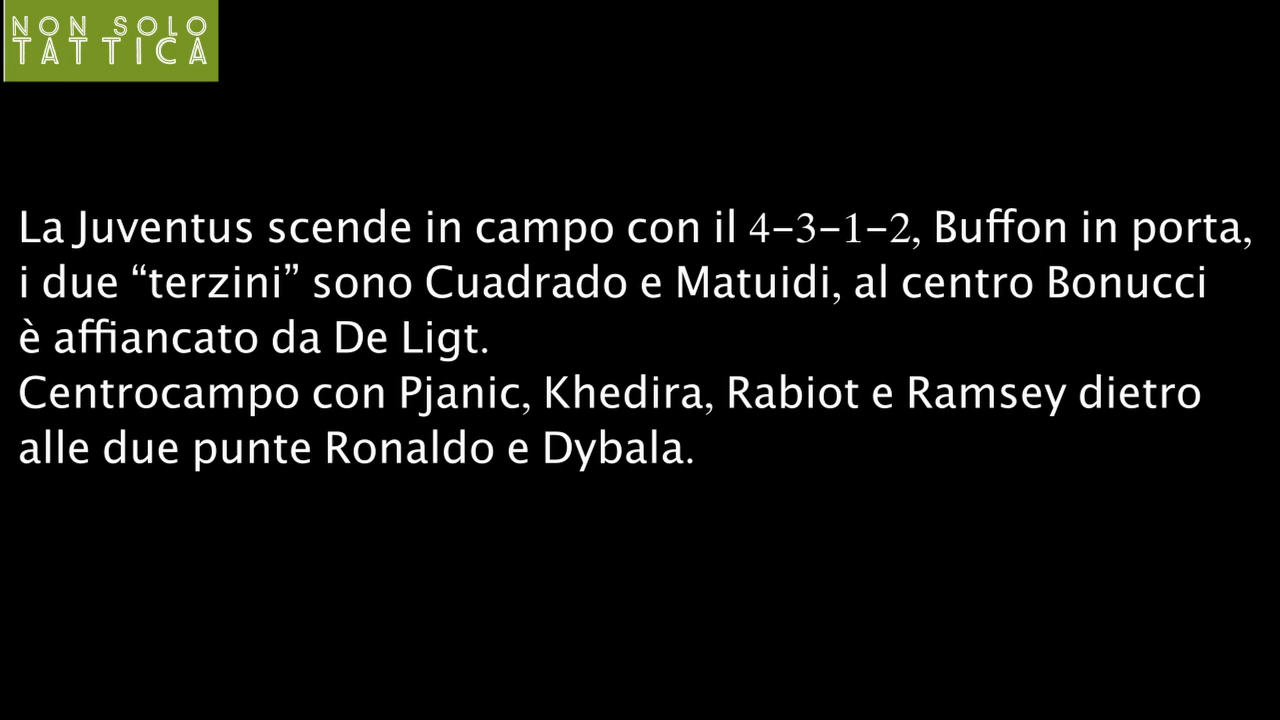 NON SOLO
TATTICA
La Juventus scende in campo con il 4-3-1-2, Buffon in porta,
i due “terzini” sono Cuadrado e Matuidi, al centro Bonucci
è affiancato da De Ligt.
Centrocampo con Pjanic, Khedira, Rabiot e Ramsey dietro
alle due punte Ronaldo e Dybala.